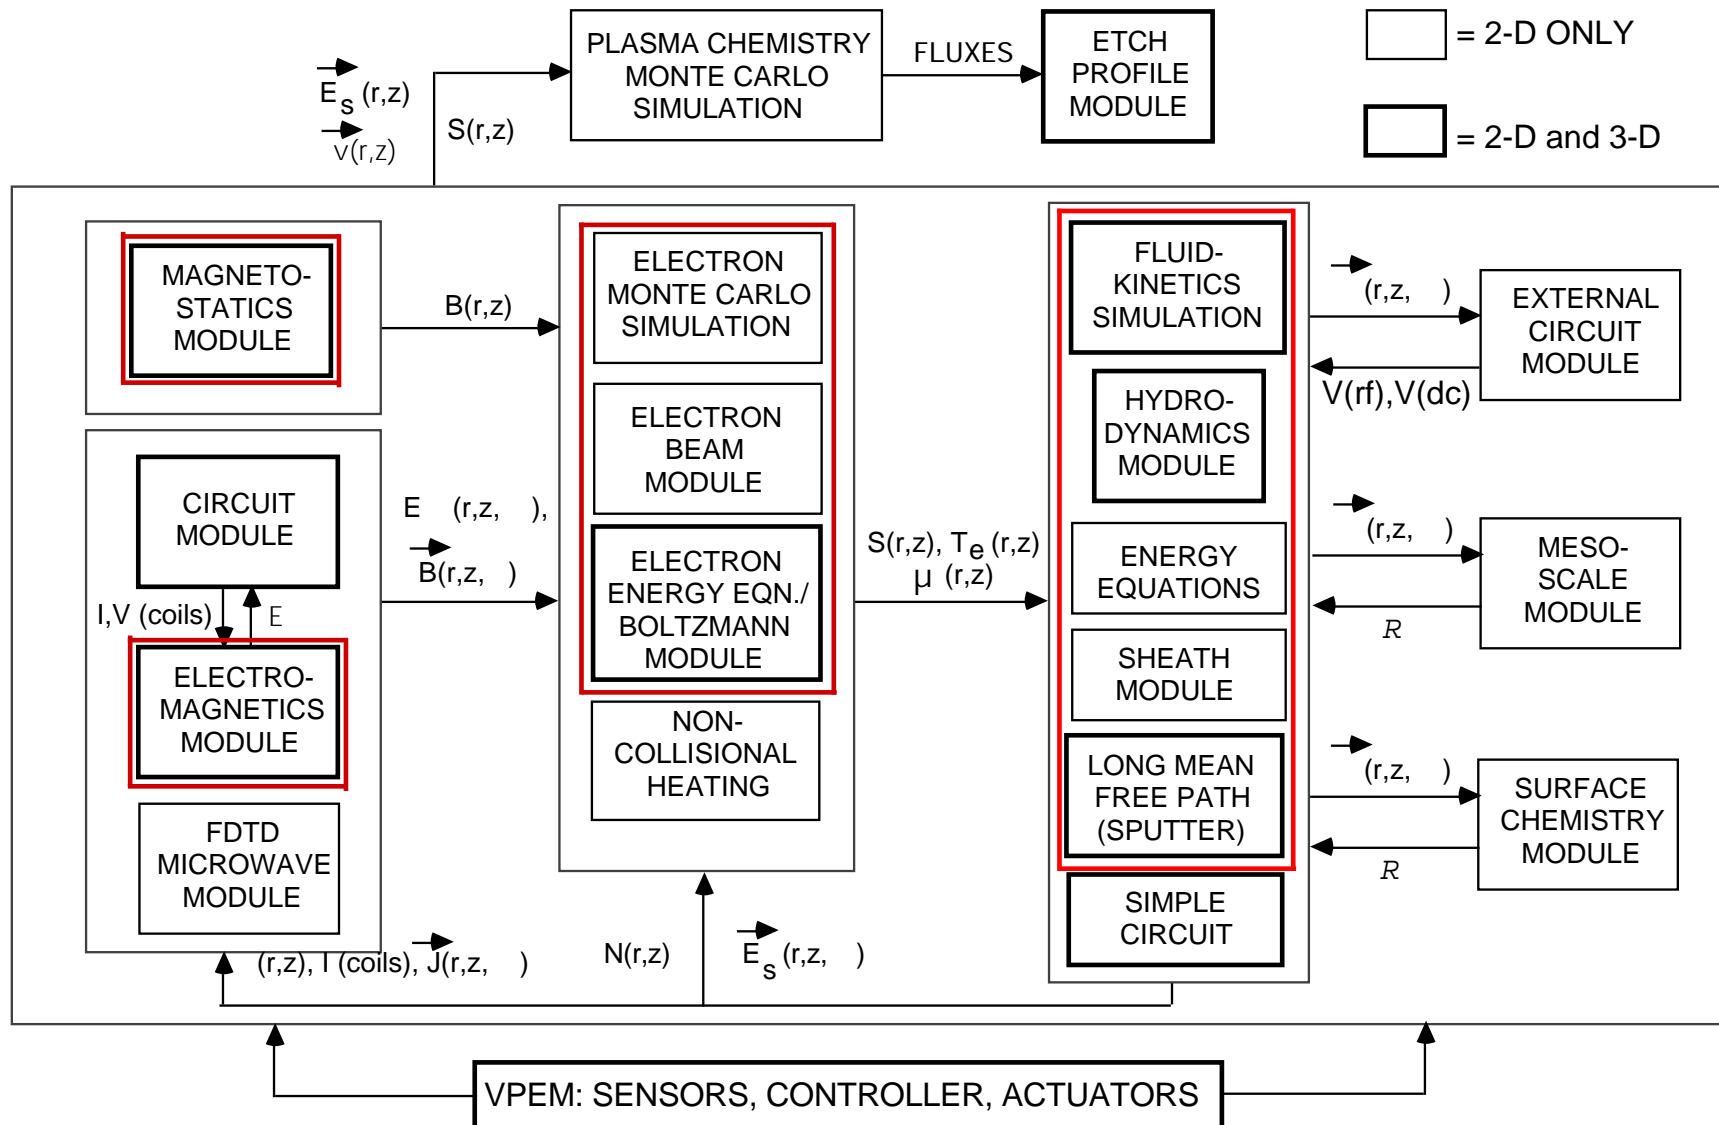 PLASMA CHEMISTRY
MONTE CARLO
SIMULATION
FLUXES
ETCH
PROFILE
MODULE
= 2-D ONLY
= 2-D and 3-D
E_s (r,z)
v(r,z)
S(r,z)
MAGNETO-
STATICS
MODULE
B(r,z)
CIRCUIT
MODULE
I,V (coils)
E
ELECTRO-
MAGNETICS
MODULE
FDTD
MICROWAVE
MODULE
E (r,z, ),
B(r,z, )
ELECTRON
MONTE CARLO
SIMULATION
ELECTRON
BEAM
MODULE
ELECTRON
ENERGY EQN./
BOLTZMANN
MODULE
NON-
COLLISIONAL
HEATING
S(r,z), T_e (r,z)
µ (r,z)
FLUID-
KINETICS
SIMULATION
HYDRO-
DYNAMICS
MODULE
ENERGY
EQUATIONS
SHEATH
MODULE
LONG MEAN
FREE PATH
(SPUTTER)
SIMPLE
CIRCUIT
(r,z, )
V(rf),V(dc)
EXTERNAL
CIRCUIT
MODULE
(r,z, )
R
MESO-
SCALE
MODULE
(r,z, )
R
SURFACE
CHEMISTRY
MODULE
(r,z), I (coils), J(r,z, )
N(r,z)
E_s (r,z, )
VPEM: SENSORS, CONTROLLER, ACTUATORS